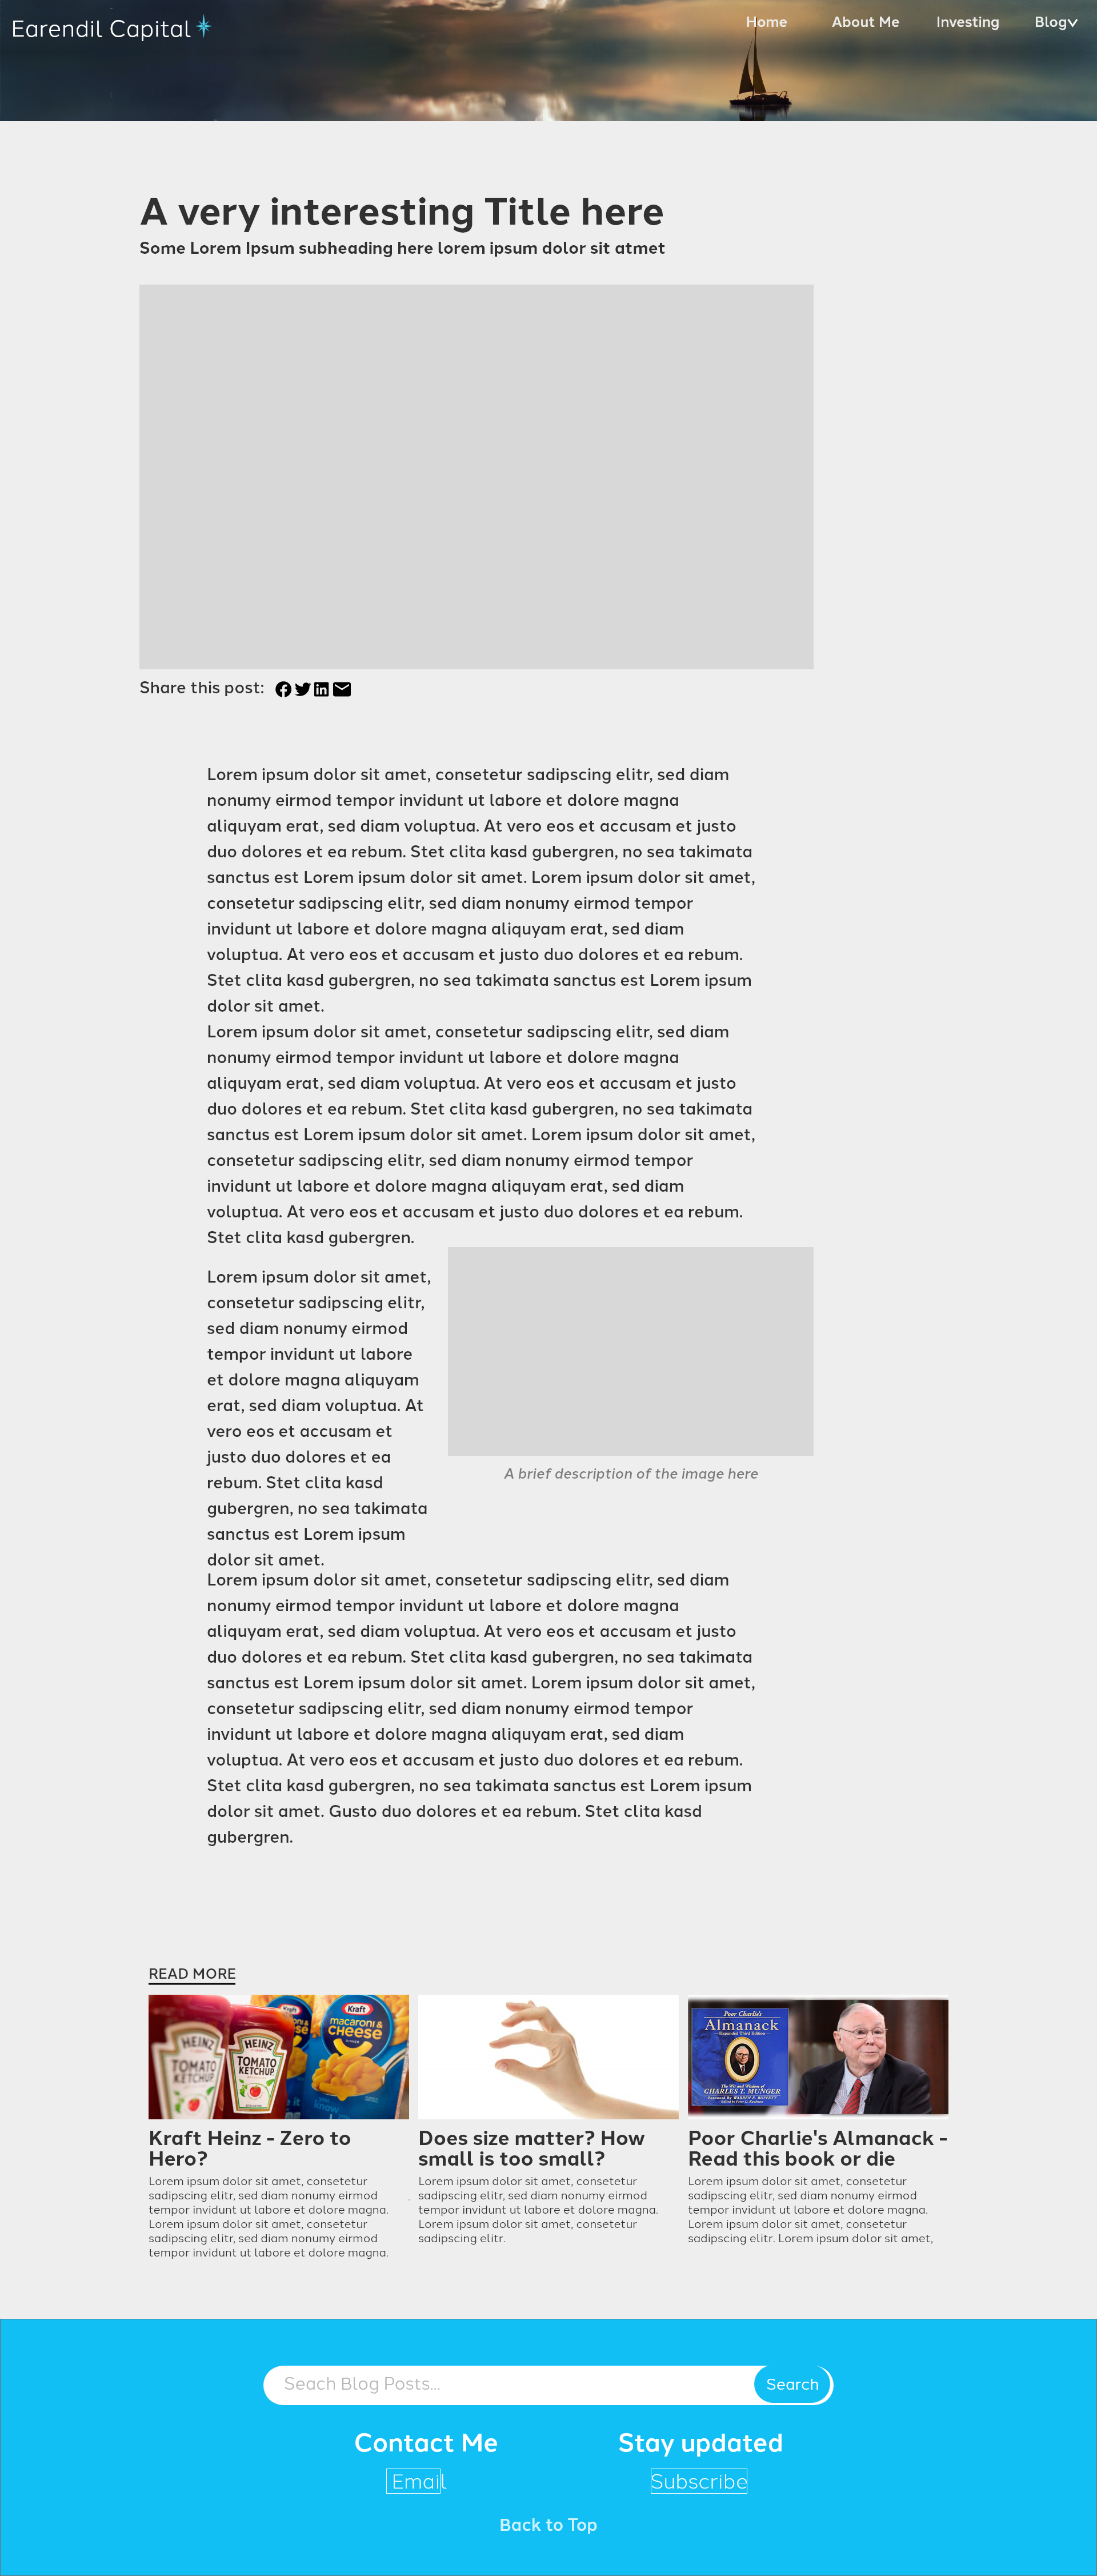 Earendil Capital
Home About Me Investing Blog
A very interesting Title here
Some Lorem Ipsum subheading here lorem ipsum dolor sit atmet
Share this post:
Lorem ipsum dolor sit amet, consetetur sadipscing elitr, sed diam
nonumy eirmod tempor invidunt ut labore et dolore magna
aliquyam erat, sed diam voluptua. At vero eos et accusam et justo
duo dolores et ea rebum. Stet clita kasd gubergren, no sea takimata
sanctus est Lorem ipsum dolor sit amet. Lorem ipsum dolor sit amet,
consetetur sadipscing elitr, sed diam nonumy eirmod tempor
invidunt ut labore et dolore magna aliquyam erat, sed diam
voluptua. At vero eos et accusam et justo duo dolores et ea rebum.
Stet clita kasd gubergren, no sea takimata sanctus est Lorem ipsum
dolor sit amet.
Lorem ipsum dolor sit amet, consetetur sadipscing elitr, sed diam
nonumy eirmod tempor invidunt ut labore et dolore magna
aliquyam erat, sed diam voluptua. At vero eos et accusam et justo
duo dolores et ea rebum. Stet clita kasd gubergren, no sea takimata
sanctus est Lorem ipsum dolor sit amet. Lorem ipsum dolor sit amet,
consetetur sadipscing elitr, sed diam nonumy eirmod tempor
invidunt ut labore et dolore magna aliquyam erat, sed diam
voluptua. At vero eos et accusam et justo duo dolores et ea rebum.
Stet clita kasd gubergren.
Lorem ipsum dolor sit amet,
consetetur sadipscing elitr,
sed diam nonumy eirmod
tempor invidunt ut labore
et dolore magna aliquyam
erat, sed diam voluptua. At
vero eos et accusam et
justo duo dolores et ea
rebum. Stet clita kasd
gubergren, no sea takimata
sanctus est Lorem ipsum
dolor sit amet.
A brief description of the image here
Lorem ipsum dolor sit amet, consetetur sadipscing elitr, sed diam
nonumy eirmod tempor invidunt ut labore et dolore magna
aliquyam erat, sed diam voluptua. At vero eos et accusam et justo
duo dolores et ea rebum. Stet clita kasd gubergren, no sea takimata
sanctus est Lorem ipsum dolor sit amet. Lorem ipsum dolor sit amet,
consetetur sadipscing elitr, sed diam nonumy eirmod tempor
invidunt ut labore et dolore magna aliquyam erat, sed diam
voluptua. At vero eos et accusam et justo duo dolores et ea rebum.
Stet clita kasd gubergren, no sea takimata sanctus est Lorem ipsum
dolor sit amet. Gusto duo dolores et ea rebum. Stet clita kasd
gubergren.
READ MORE
HEINZ
TOMATO
KETCHUP
HEINZ
TOMATO
KETCHUP
Kraft
Kraft
macaroni &
CHEESE
Poor Charlie's
Almanack
Expanded Third Edition
The Wit and Wisdom of
CHARLES T. MUNGER
Kraft Heinz - Zero to
Hero?
Lorem ipsum dolor sit amet, consetetur
sadipscing elitr, sed diam nonumy eirmod
tempor invidunt ut labore et dolore magna.
Lorem ipsum dolor sit amet, consetetur
sadipscing elitr, sed diam nonumy eirmod
tempor invidunt ut labore et dolore magna.
Does size matter? How
small is too small?
Lorem ipsum dolor sit amet, consetetur
sadipscing elitr, sed diam nonumy eirmod
tempor invidunt ut labore et dolore magna.
Lorem ipsum dolor sit amet, consetetur
sadipscing elitr.
Poor Charlie's Almanack -
Read this book or die
Lorem ipsum dolor sit amet, consetetur
sadipscing elitr, sed diam nonumy eirmod
tempor invidunt ut labore et dolore magna.
Lorem ipsum dolor sit amet, consetetur
sadipscing elitr. Lorem ipsum dolor sit amet,
Seach Blog Posts...
Search
Contact Me
Email
Stay updated
Subscribe
Back to Top